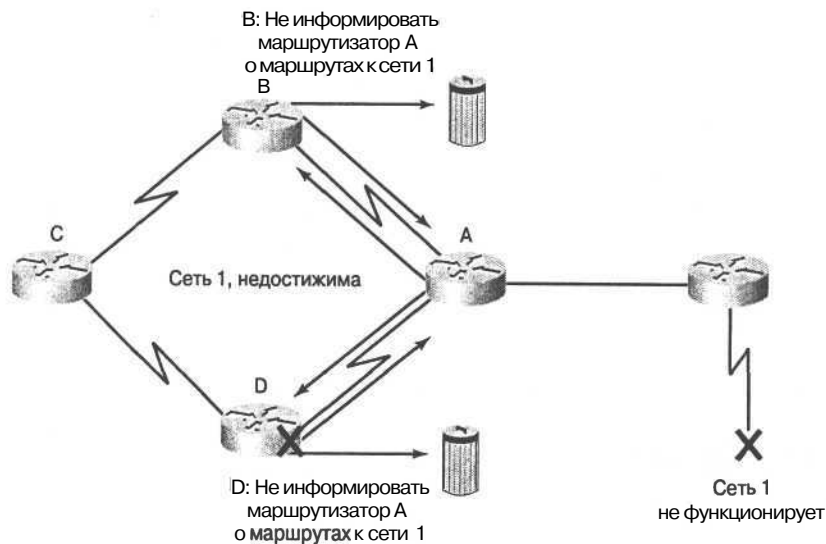 B: Не информировать
маршрутизатор А
о маршрутах к сети 1
B
C
A
Сеть 1, недостижима
D
D: Не информировать
маршрутизатор А
о маршрутах к сети 1
Сеть 1
не функционирует